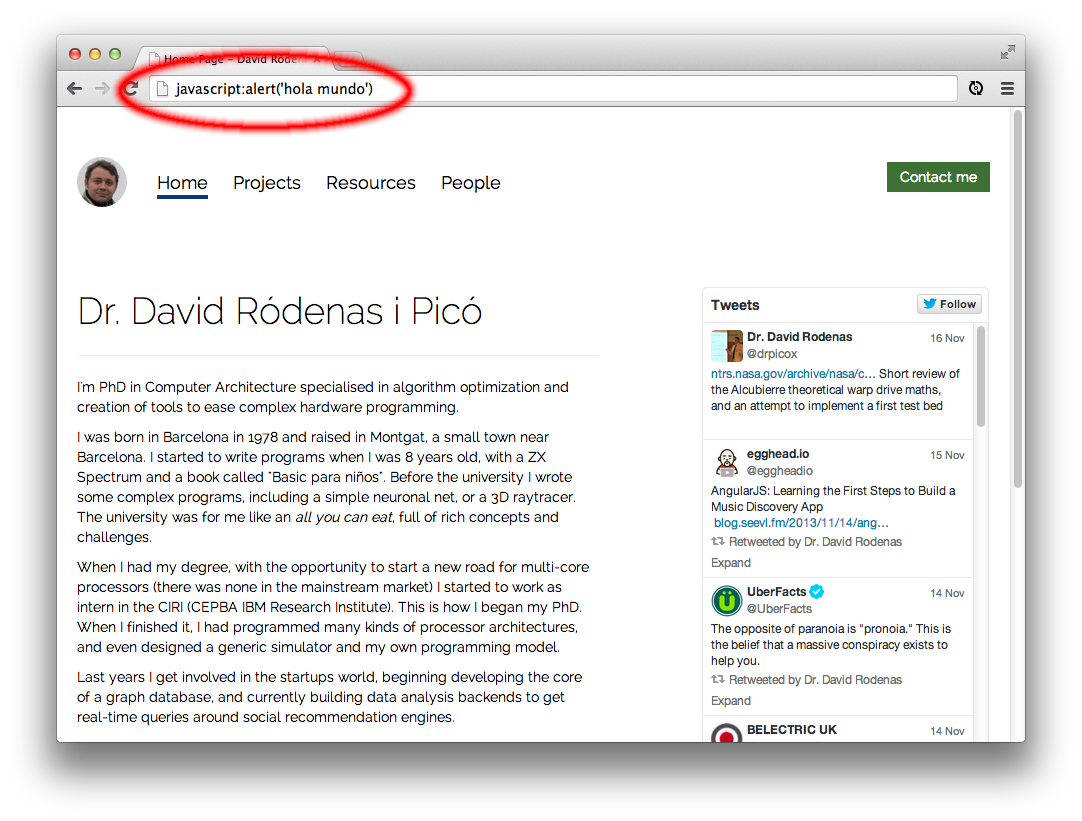 Home Page – David Róden
javascript:alert('hola mundo')
Home Projects Resources People
Contact me
Dr. David Ródenas i Picó
I'm PhD in Computer Architecture specialised in algorithm optimization and
creation of tools to ease complex hardware programming.
I was born in Barcelona in 1978 and raised in Montgat, a small town near
Barcelona. I started to write programs when I was 8 years old, with a ZX
Spectrum and a book called "Basic para niños". Before the university I wrote
some complex programs, including a simple neuronal net, or a 3D raytracer.
The university was for me like an all you can eat, full of rich concepts and
challenges.
When I had my degree, with the opportunity to start a new road for multi-core
processors (there was none in the mainstream market) I started to work as
intern in the CIRI (CEPBA IBM Research Institute). This is how I began my PhD.
When I finished it, I had programmed many kinds of processor architectures,
and even designed a generic simulator and my own programming model.
Last years I get involved in the startups world, beginning developing the core
of a graph database, and currently building data analysis backends to get
real-time queries around social recommendation engines.
Tweets
Follow
Dr. David Rodenas 16 Nov
@drpicox
ntrs.nasa.gov/archive/nasa/c… Short review of
the Alcubierre theoretical warp drive maths,
and an attempt to implement a first test bed
egghead.io 15 Nov
@eggheadio
AngularJS: Learning the First Steps to Build a
Music Discovery App
blog.seevl.fm/2013/11/14/ang…
Retweeted by Dr. David Rodenas
Expand
UberFacts 14 Nov
@UberFacts
The opposite of paranoia is "pronoia." This is
the belief that a massive conspiracy exists to
help you.
Retweeted by Dr. David Rodenas
Expand
BELECTRIC UK 14 Nov